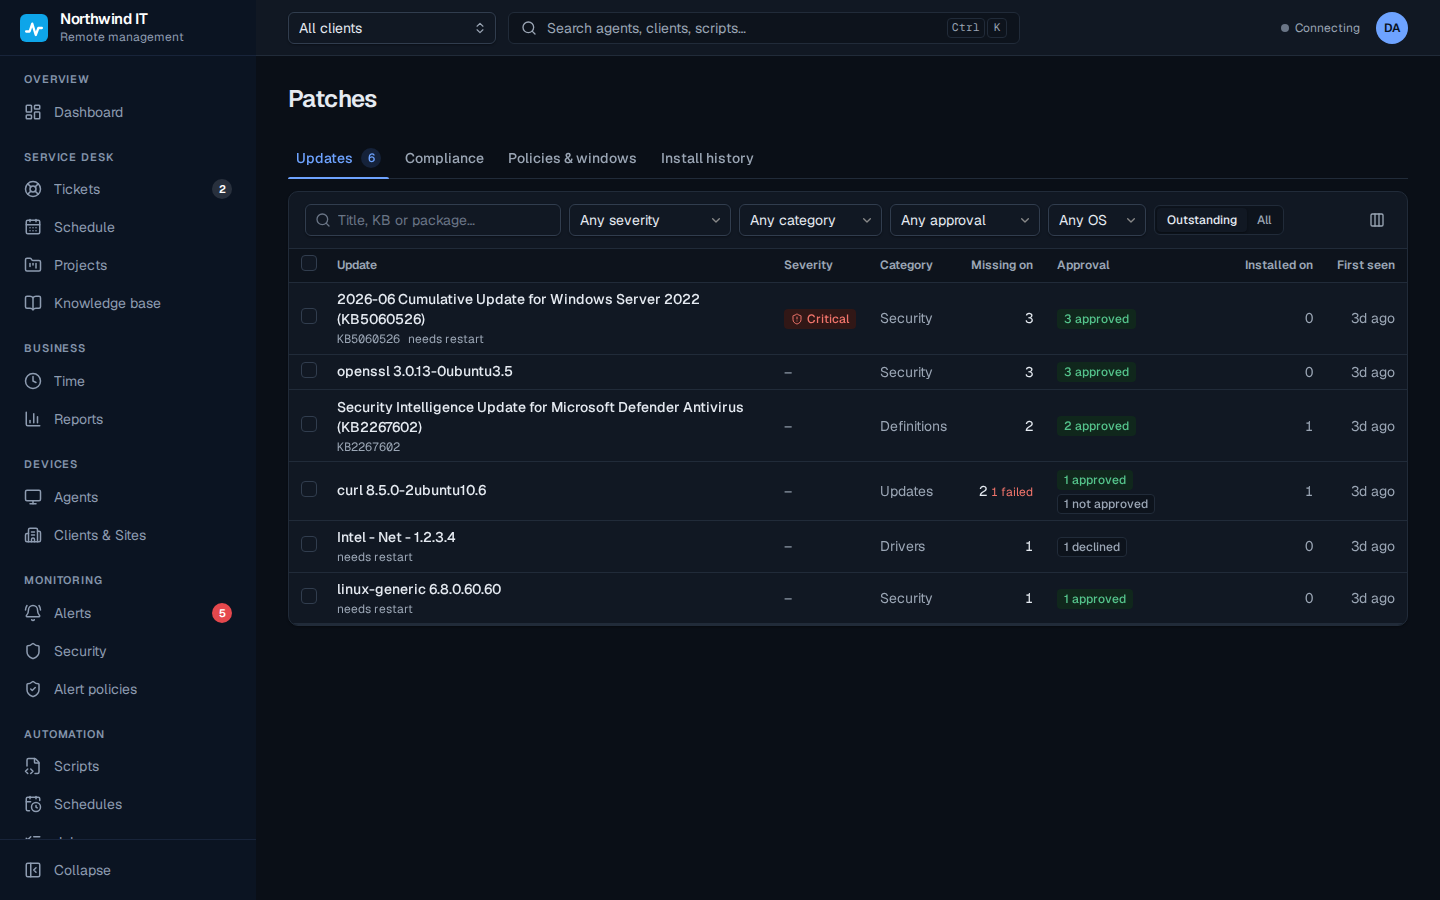 Northwind IT
Remote management
All clients
Search agents, clients, scripts...
Ctrl K
Connecting
DA
OVERVIEW
Dashboard
SERVICE DESK
Tickets 2
Schedule
Projects
Knowledge base
BUSINESS
Time
Reports
DEVICES
Agents
Clients & Sites
MONITORING
Alerts 5
Security
Alert policies
AUTOMATION
Scripts
Schedules
Collapse
Patches
Updates 6 Compliance Policies & windows Install history
Title, KB or package... Any severity Any category Any approval Any OS Outstanding All
Update Severity Category Missing on Approval Installed on First seen
2026-06 Cumulative Update for Windows Server 2022
(KB5060526)
KB5060526 needs restart
Critical Security 3 3 approved 0 3d ago
openssl 3.0.13-0ubuntu3.5 – Security 3 3 approved 0 3d ago
Security Intelligence Update for Microsoft Defender Antivirus
(KB2267602)
KB2267602
– Definitions 2 2 approved 1 3d ago
curl 8.5.0-2ubuntu10.6 – Updates 2 1 failed 1 approved
1 not approved
1 3d ago
Intel - Net - 1.2.3.4
needs restart
– Drivers 1 1 declined 0 3d ago
linux-generic 6.8.0.60.60
needs restart
– Security 1 1 approved 0 3d ago